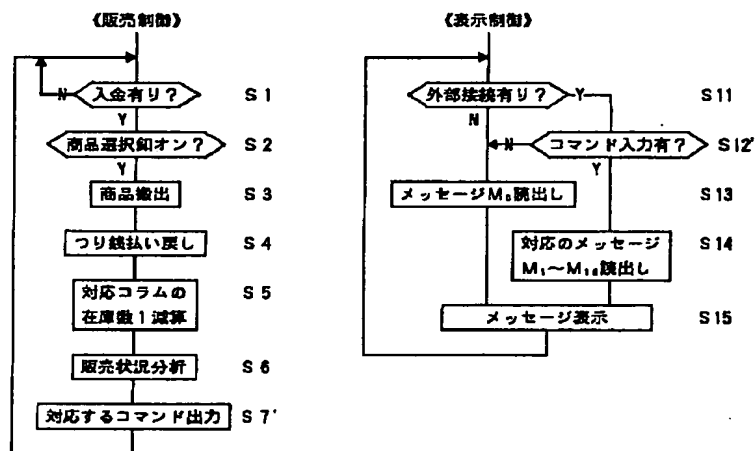 《販売制御》
入金有り？ S1
N
Y
商品選択釦オン？ S2
Y
商品搬出 S3
つり銭払い戻し S4
対応コラムの
在庫数1減算 S5
販売状況分析 S6
対応するコマンド出力 S7'
《表示制御》
外部接続有り？ Y S11
N
N コマンド入力有？ S12'
Y
メッセージM₀読出し S13
対応のメッセージ S14
M₁〜M₁₆読出し
メッセージ表示 S15